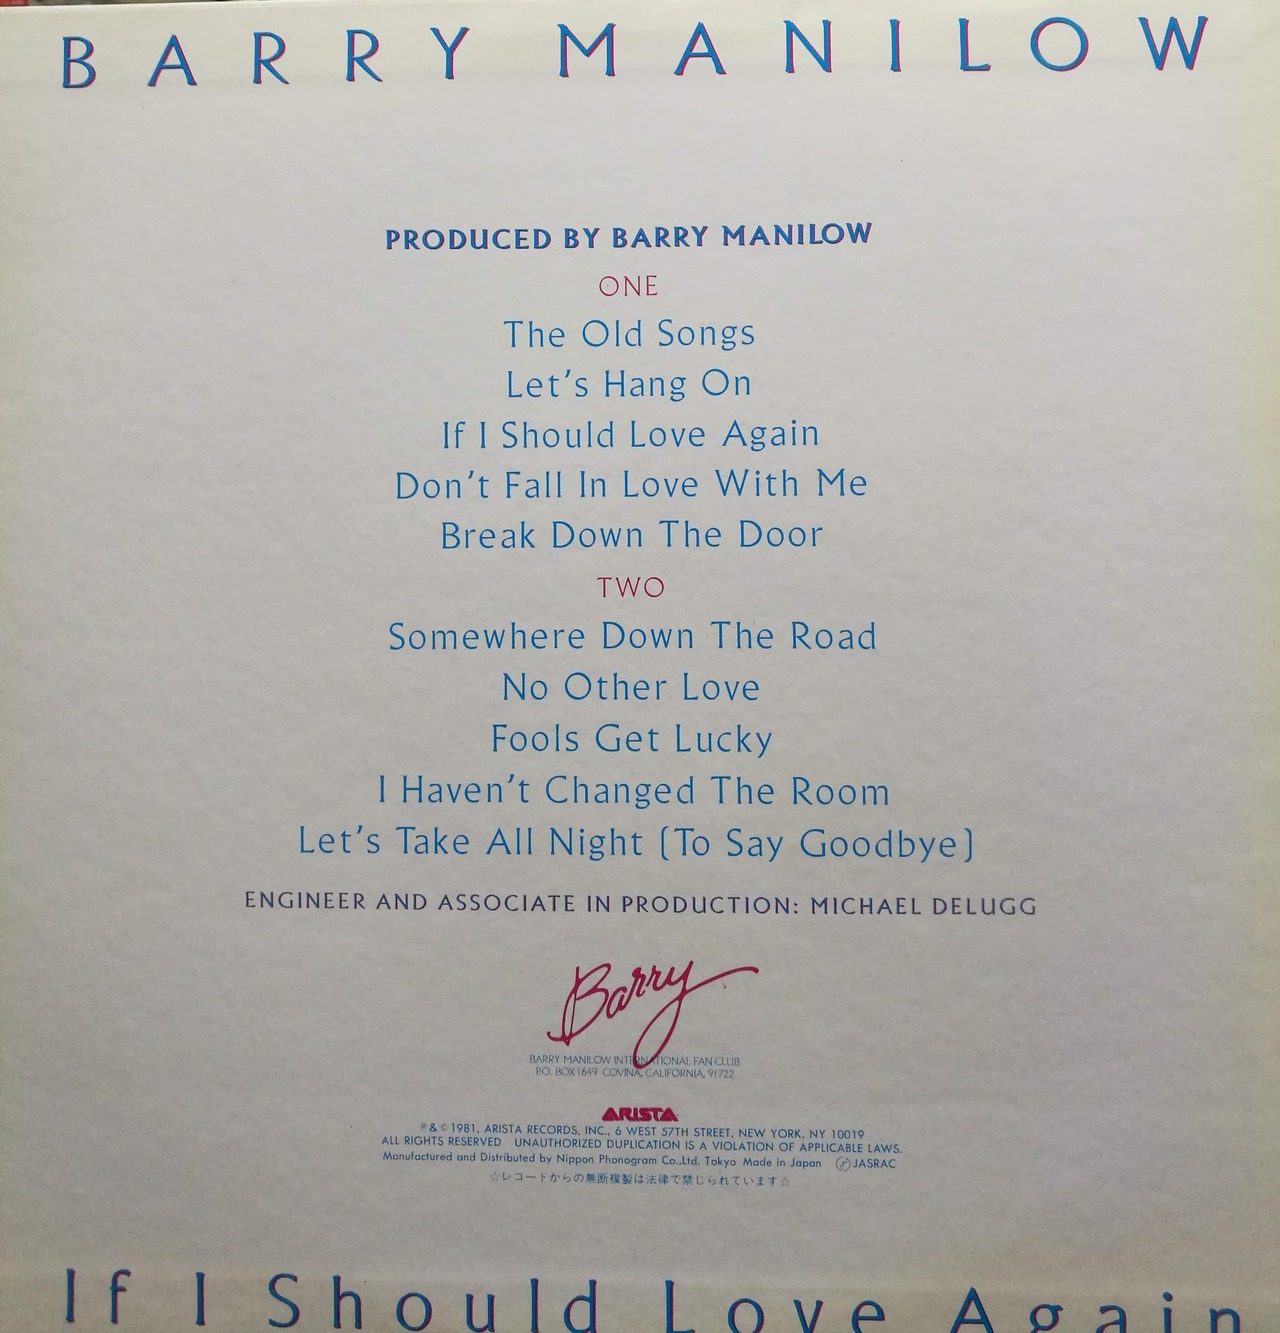 BARRY MANILOW
PRODUCED BY BARRY MANILOW
ONE
The Old Songs
Let's Hang On
If I Should Love Again
Don't Fall In Love With Me
Break Down The Door
TWO
Somewhere Down The Road
No Other Love
Fools Get Lucky
I Haven't Changed The Room
Let's Take All Night (To Say Goodbye)
ENGINEER AND ASSOCIATE IN PRODUCTION: MICHAEL DELUGG
Barry
BARRY MANILOW INTERNATIONAL FAN CLUB
P.O. BOX 1649 COVINA, CALIFORNIA, 91722
ARISTA
℗ & © 1981, ARISTA RECORDS, INC., 6 WEST 57TH STREET, NEW YORK, NY 10019
ALL RIGHTS RESERVED UNAUTHORIZED DUPLICATION IS A VIOLATION OF APPLICABLE LAWS.
Manufactured and Distributed by Nippon Phonogram Co.,Ltd. Tokyo Made in Japan JASRAC
☆レコードからの無断複製は法律で禁じられています☆
If I Should Love Again